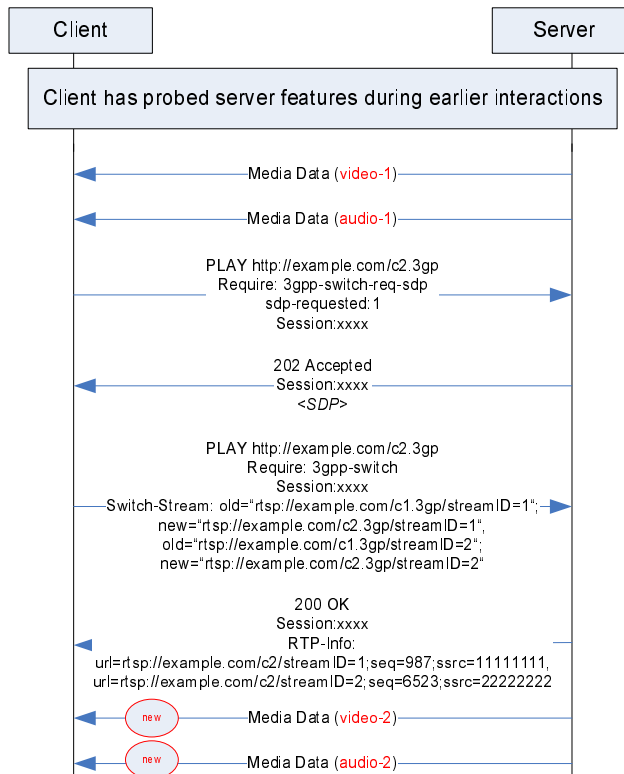 Client
Server
Client has probed server features during earlier interactions
Media Data (video-1)
Media Data (audio-1)
PLAY http://example.com/c2.3gp
Require: 3gpp-switch-req-sdp
sdp-requested:1
Session:xxxx
202 Accepted
Session:xxxx
<SDP>
PLAY http://example.com/c2.3gp
Require: 3gpp-switch
Session:xxxx
Switch-Stream: old="rtsp://example.com/c1.3gp/streamID=1";
new="rtsp://example.com/c2.3gp/streamID=1",
old="rtsp://example.com/c1.3gp/streamID=2";
new="rtsp://example.com/c2.3gp/streamID=2"
200 OK
Session:xxxx
RTP-Info:
url=rtsp://example.com/c2/streamID=1;seq=987;ssrc=11111111,
url=rtsp://example.com/c2/streamID=2;seq=6523;ssrc=22222222
new
Media Data (video-2)
new
Media Data (audio-2)